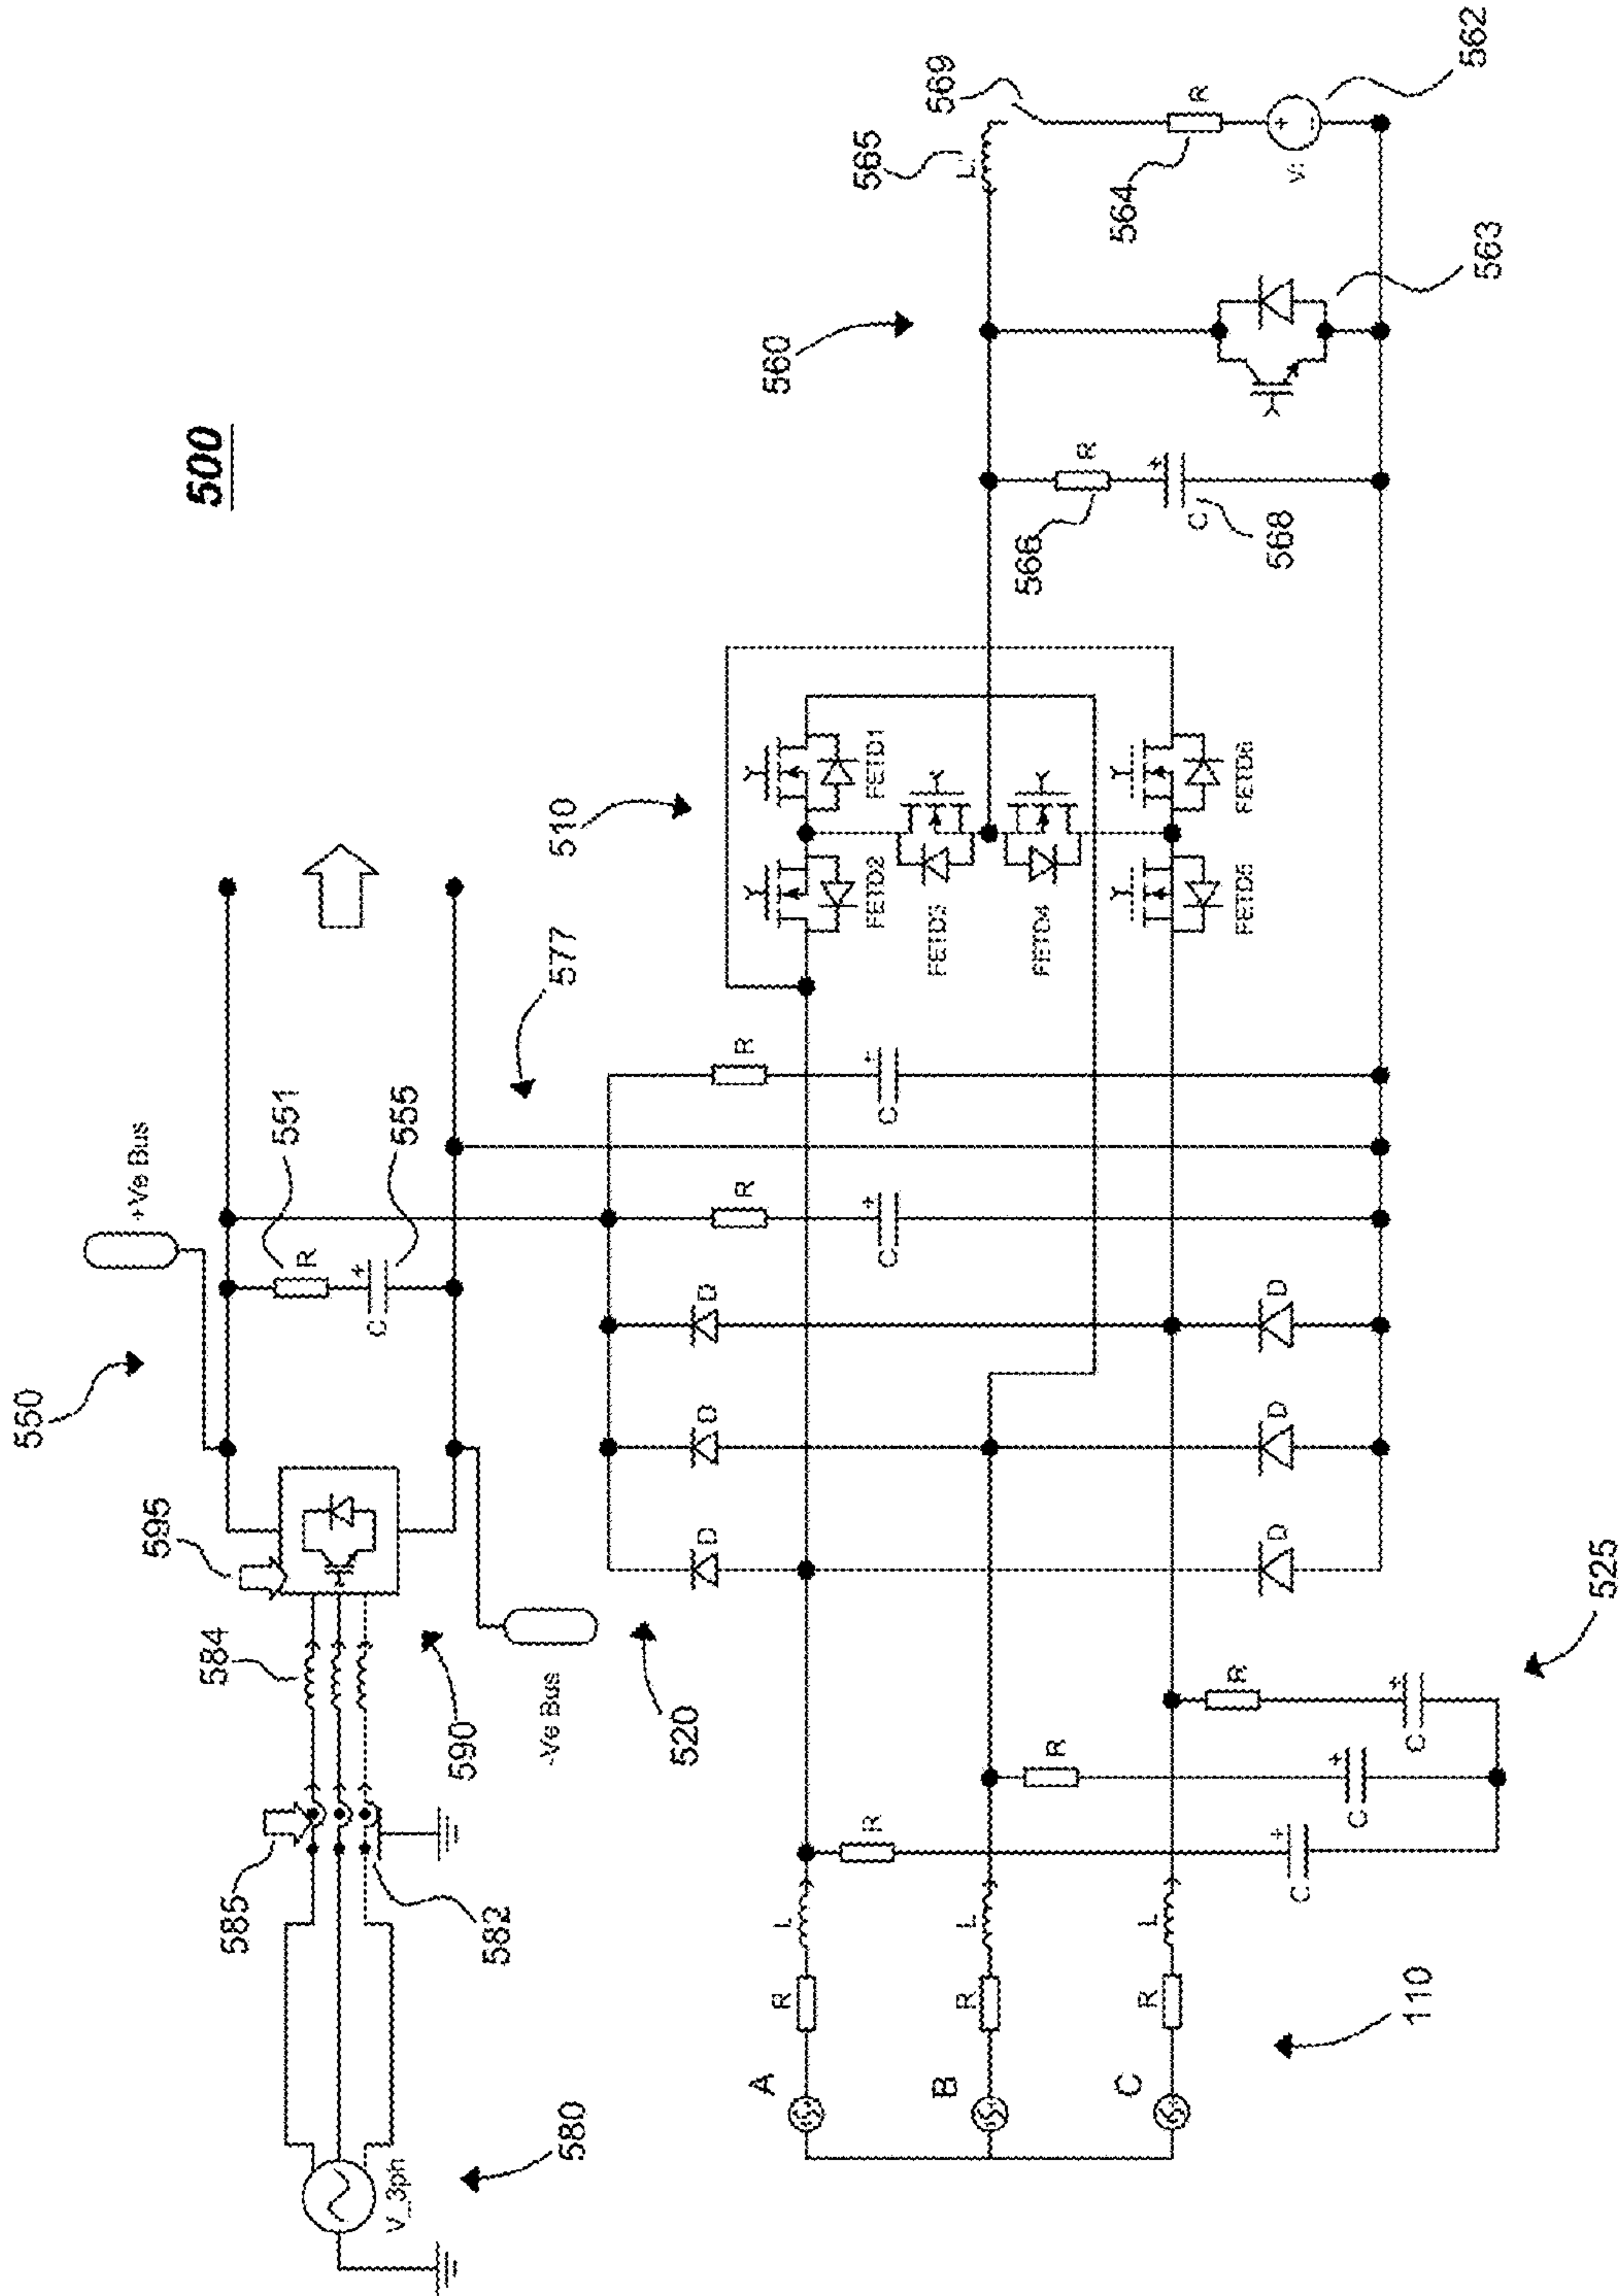 500
550
+Ve Bus
551
R
C
555
595
584
585
582
590
-Ve Bus
580
V_3ph
577
510
520
FETD1
FETD2
FETD3
FETD4
FETD5
FETD6
560
565
L
569
R
564
562
563
R
566
C
568
R
C
R
C
D
D
D
D
D
D
525
R
C
R
C
R
C
A
R
L
B
R
L
C
R
L
110